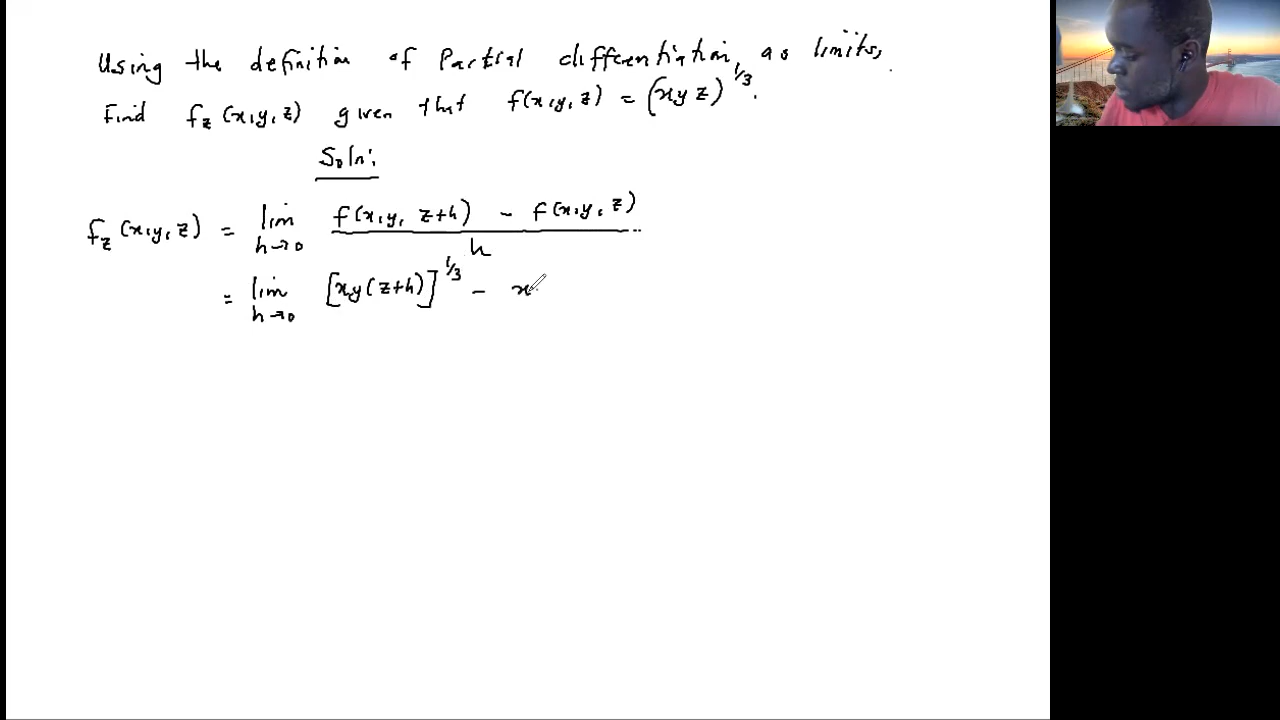 Using the definition of Partial differentiation, as limits,
Find f_z (x,y,z) given that f(x,y,z) = (xyz)^{1/3}.
Soln:
f_z (x,y,z) = lim_{h→0} \frac{f(x,y, z+h) - f(x,y,z)}{h}
= lim_{h→0} [xy(z+h)]^{1/3} - x